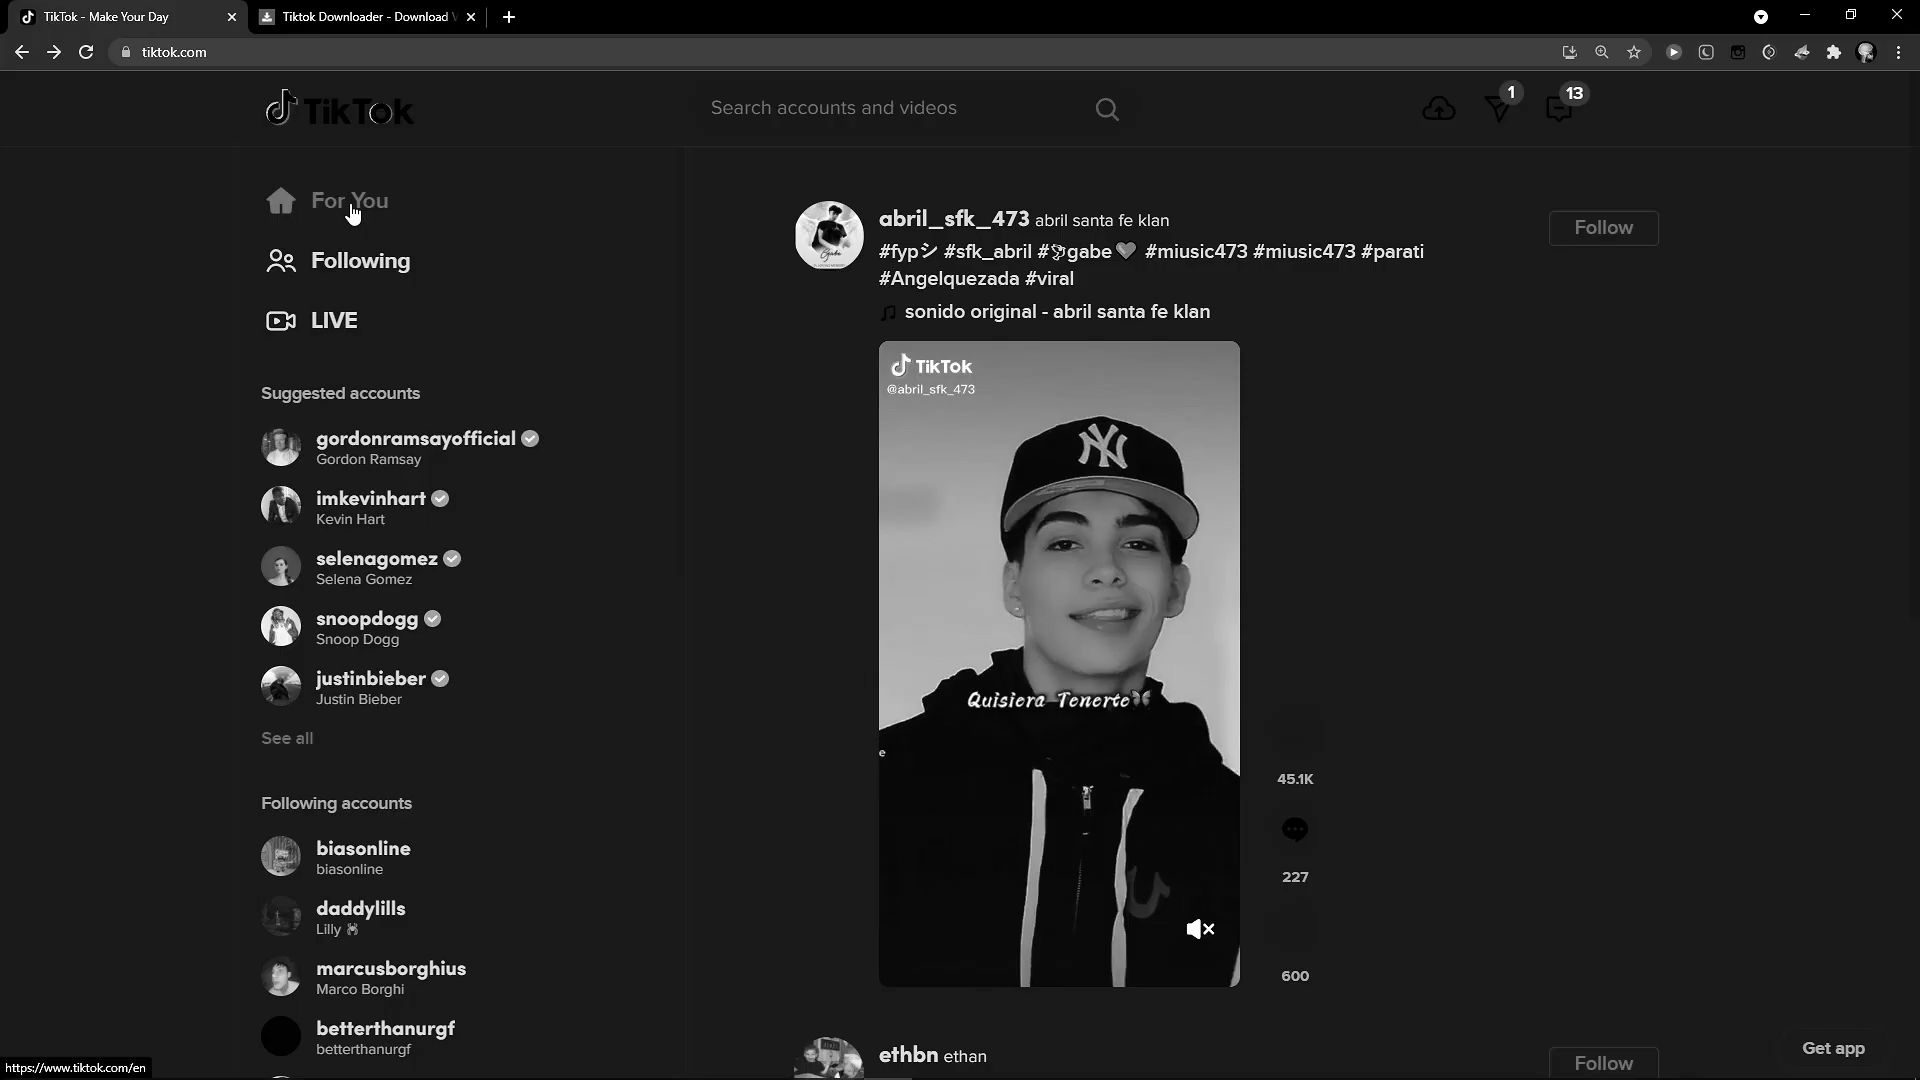 TikTok - Make Your Day
Tiktok Downloader - Download
tiktok.com
TikTok
Search accounts and videos
1
13
For You
Following
LIVE
Suggested accounts
gordonramsayofficial
Gordon Ramsay
imkevinhart
Kevin Hart
selenagomez
Selena Gomez
snoopdogg
Snoop Dogg
justinbieber
Justin Bieber
See all
Following accounts
biasonline
biasonline
daddylills
Lilly 🕷
marcusborghius
Marco Borghi
betterthanurgf
betterthanurgf
https://www.tiktok.com/en
abril_sfk_473 abril santa fe klan
Follow
#fypシ #sfk_abril #🕊gabe🤍 #miusic473 #miusic473 #parati
#Angelquezada #viral
sonido original - abril santa fe klan
TikTok
@abril_sfk_473
NY
Quisiera Tenerte🦋
e
45.1K
227
600
ethbn ethan
Follow
Get app